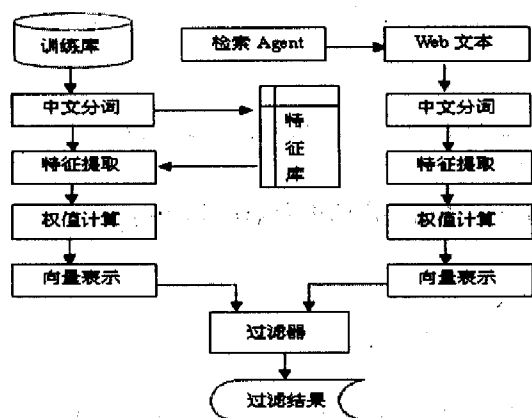 训练库
检索 Agent
Web 文本
中文分词
特征库
中文分词
特征提取
特征提取
权值计算
权值计算
向量表示
向量表示
过滤器
过滤结果